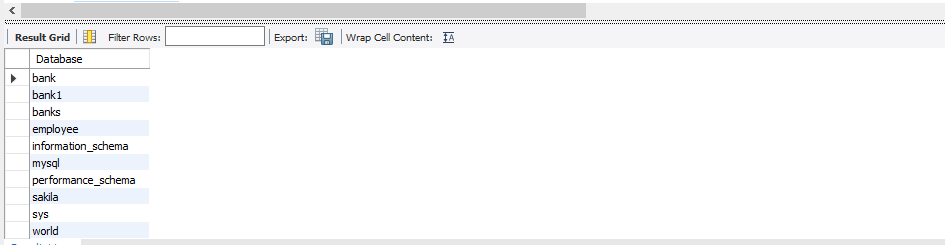 Result Grid Filter Rows: Export: Wrap Cell Content:
Database
bank
bank1
banks
employee
information_schema
mysql
performance_schema
sakila
sys
world